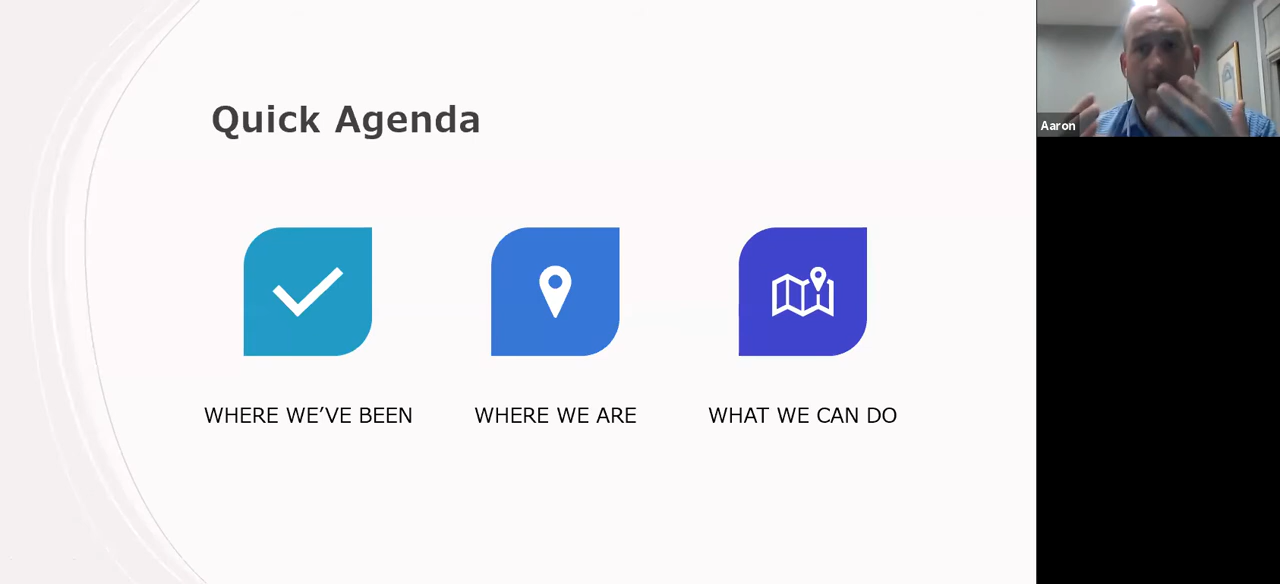 Quick Agenda
WHERE WE’VE BEEN
WHERE WE ARE
WHAT WE CAN DO
Aaron